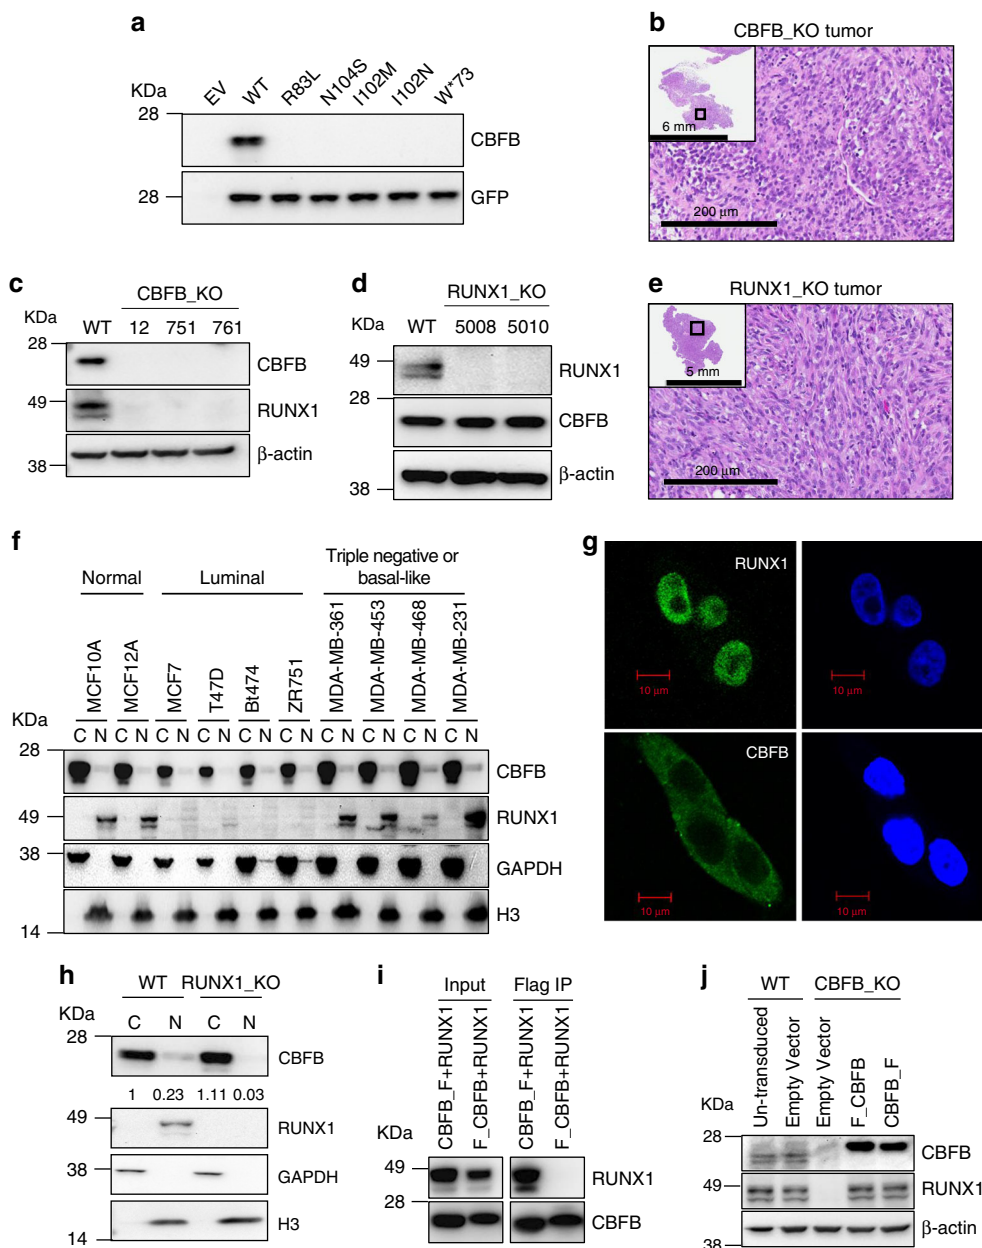 a
KDa
EV WT R83L N104S I102M I102N W*73
28
CBFB
28
GFP
b
CBFB_KO tumor
6 mm
200 µm
c
CBFB_KO
KDa
WT 12 751 761
28
CBFB
49
RUNX1
38
β-actin
d
RUNX1_KO
KDa
WT 5008 5010
49
RUNX1
28
CBFB
38
β-actin
e
RUNX1_KO tumor
5 mm
200 µm
f
Normal Luminal Triple negative or
basal-like
MCF10A MCF12A MCF7 T47D Bt474 ZR751 MDA-MB-361 MDA-MB-453 MDA-MB-468 MDA-MB-231
KDa
C N C N C N C N C N C N C N C N C N C N
28
CBFB
49
RUNX1
38
GAPDH
H3
14
g
RUNX1
10 µm
10 µm
CBFB
10 µm
10 µm
h
WT RUNX1_KO
KDa
C N C N
28
CBFB
1 0.23 1.11 0.03
49
RUNX1
38
GAPDH
H3
14
i
Input Flag IP
CBFB_F+RUNX1 F_CBFB+RUNX1 CBFB_F+RUNX1 F_CBFB+RUNX1
KDa
49
RUNX1
28
CBFB
j
WT CBFB_KO
Un-transduced Empty Vector Empty Vector F_CBFB CBFB_F
KDa
28
CBFB
49
RUNX1
β-actin
38